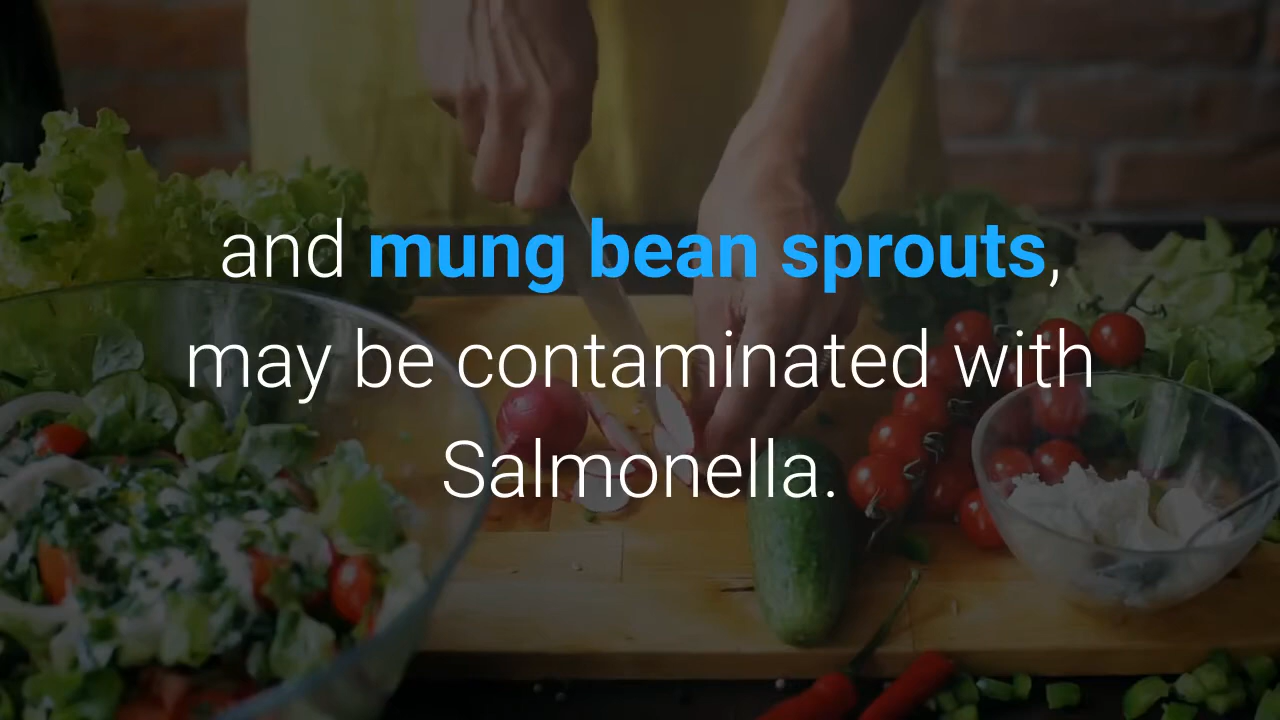 and mung bean sprouts,
may be contaminated with
Salmonella.